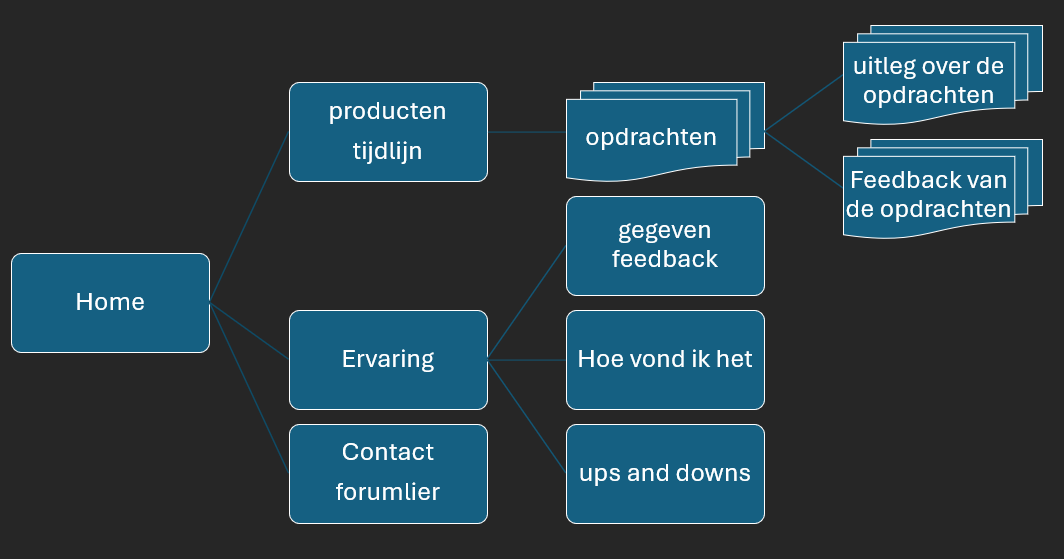 Home
producten
tijdlijn
opdrachten
uitleg over de
opdrachten
Feedback van
de opdrachten
Ervaring
gegeven
feedback
Hoe vond ik het
ups and downs
Contact
forumlier